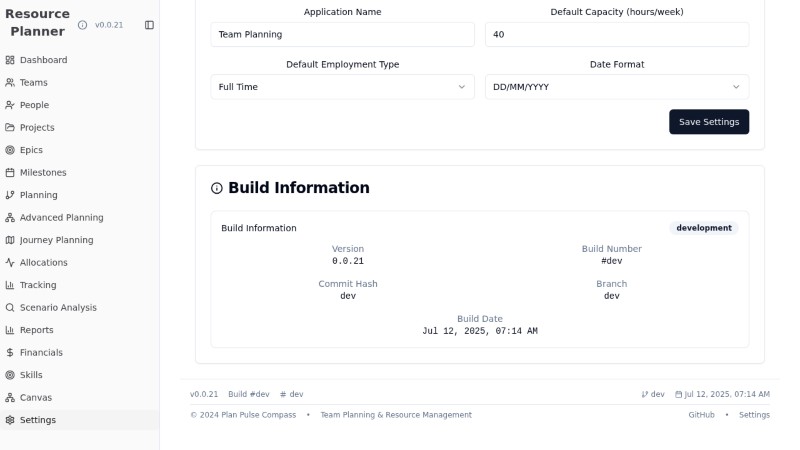 Resource
Planner
v0.0.21
Dashboard
Teams
People
Projects
Epics
Milestones
Planning
Advanced Planning
Journey Planning
Allocations
Tracking
Scenario Analysis
Reports
Financials
Skills
Canvas
Settings
Application Name
Default Capacity (hours/week)
Team Planning
40
Default Employment Type
Date Format
Full Time
DD/MM/YYYY
Save Settings
Build Information
Build Information
development
Version
Build Number
0.0.21
#dev
Commit Hash
Branch
dev
dev
Build Date
Jul 12, 2025, 07:14 AM
v0.0.21 Build #dev # dev
dev Jul 12, 2025, 07:14 AM
© 2024 Plan Pulse Compass • Team Planning & Resource Management
GitHub • Settings